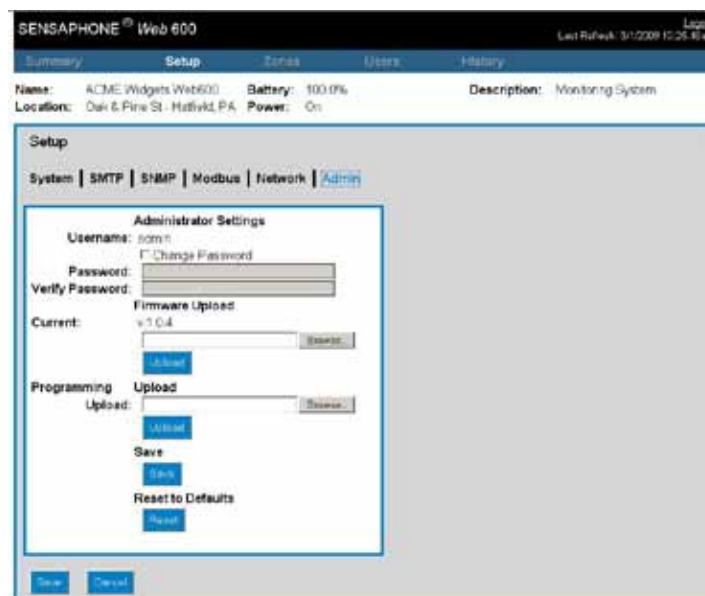 SENSAPHONE ® Web 600
Last Refresh: 3/1/2009
Summary Setup Zones Users History
Name: ACME Widgets Web600 Battery: 100.0% Description: Monitoring System
Location: Oak & Pine St - Hatfield, PA Power: On
Setup
System | SMTP | SNMP | Modbus | Network | Admin
Administrator Settings
Username: admin
Change Password
Password:
Verify Password:
Firmware Upload
Current: v 1.0.4
Browse...
Upload
Programming Upload
Upload: Browse...
Upload
Save
Save
Reset to Defaults
Reset
Save Cancel